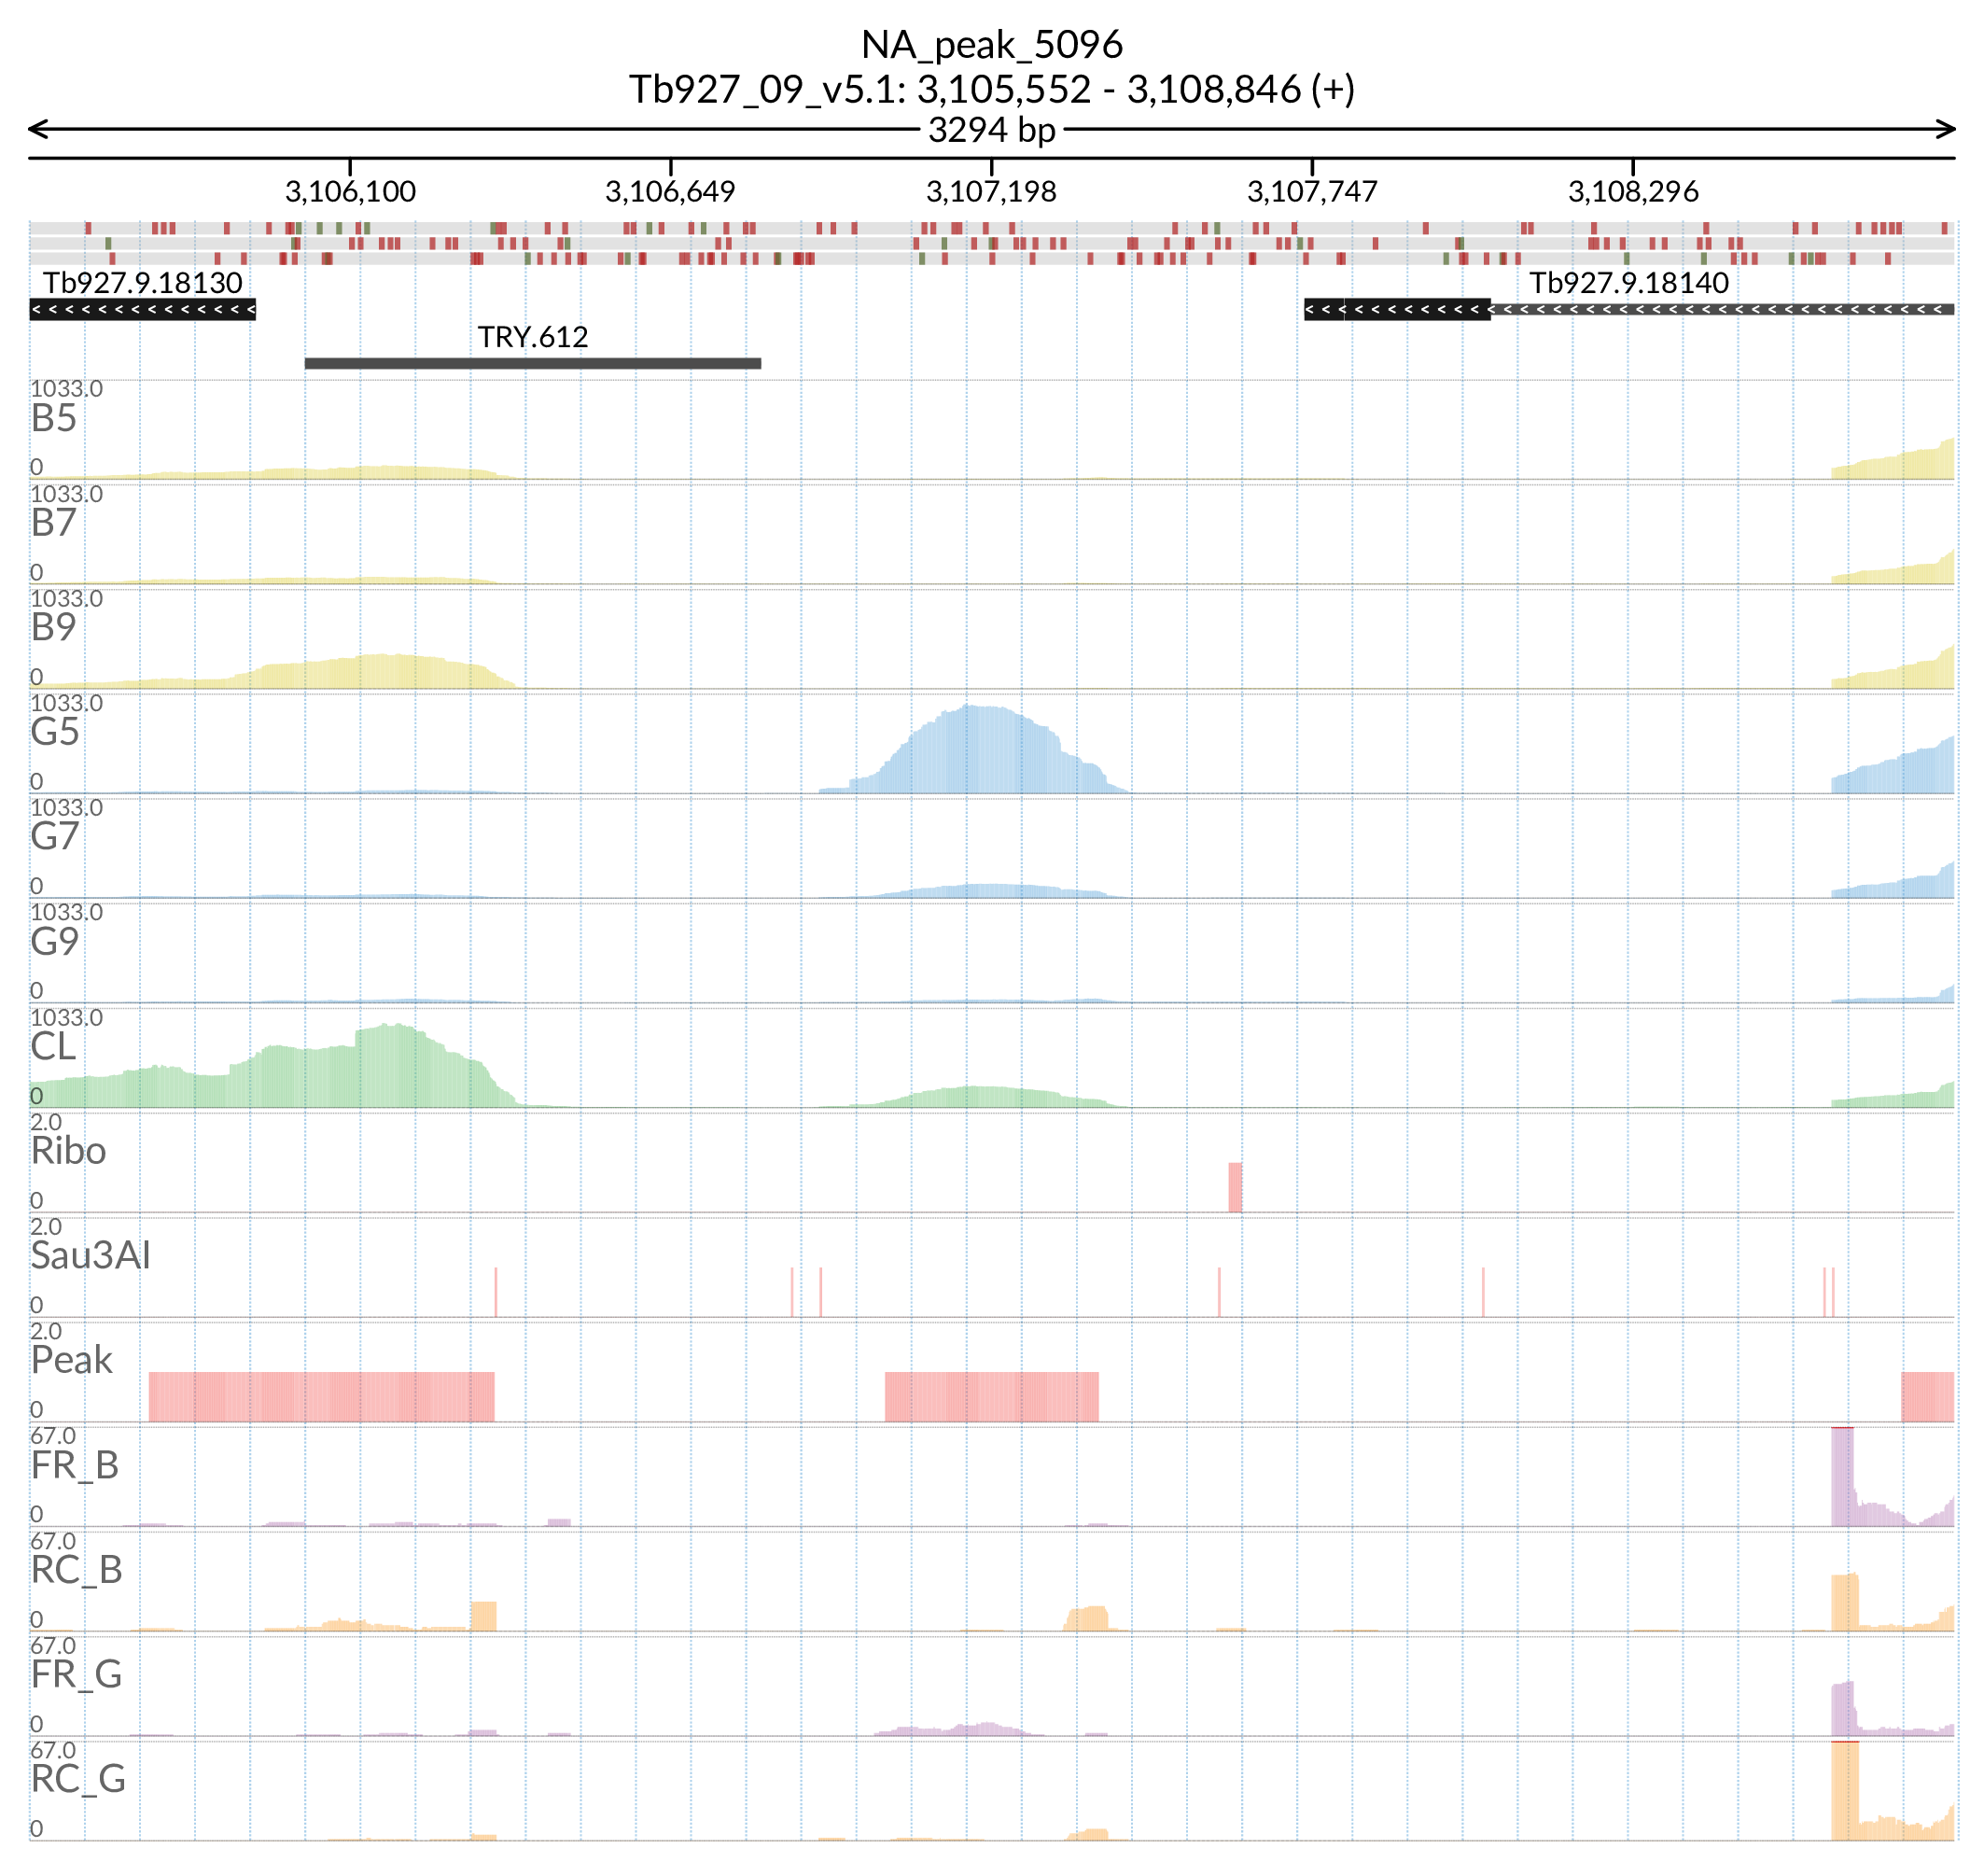 NA_peak_5096
Tb927_09_v5.1: 3,105,552 - 3,108,846 (+)
3294 bp
3,106,100 3,106,649 3,107,198 3,107,747 3,108,296
Tb927.9.18130 Tb927.9.18140
TRY.612
1033.0
B5
0
1033.0
B7
0
1033.0
B9
0
1033.0
G5
0
1033.0
G7
0
1033.0
G9
0
1033.0
CL
0
2.0
Ribo
0
2.0
Sau3AI
0
2.0
Peak
0
67.0
FR_B
0
67.0
RC_B
0
67.0
FR_G
0
67.0
RC_G
0